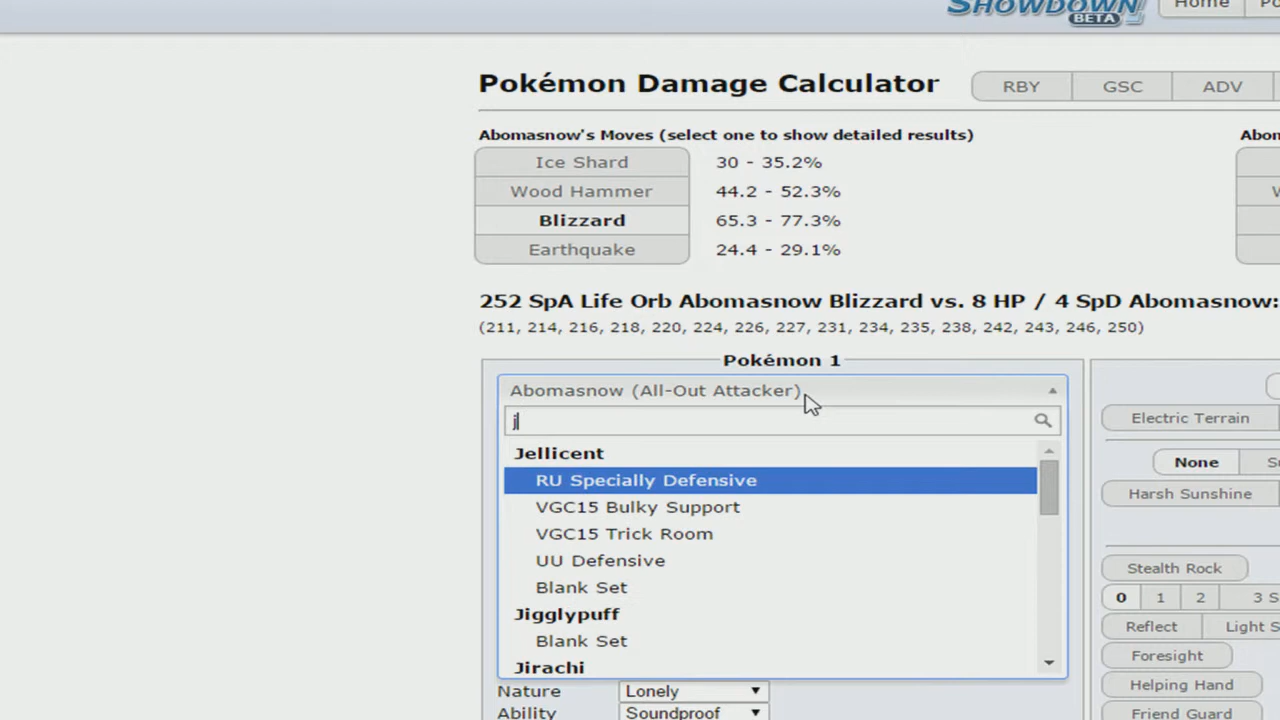 SHOWDOWN
BETA
Home
Pokémon Damage Calculator
RBY
GSC
ADV
Abomasnow's Moves (select one to show detailed results)
Ice Shard 30 - 35.2%
Wood Hammer 44.2 - 52.3%
Blizzard 65.3 - 77.3%
Earthquake 24.4 - 29.1%
252 SpA Life Orb Abomasnow Blizzard vs. 8 HP / 4 SpD Abomasnow:
(211, 214, 216, 218, 220, 224, 226, 227, 231, 234, 235, 238, 242, 243, 246, 250)
Pokémon 1
Abomasnow (All-Out Attacker)
j
Jellicent
RU Specially Defensive
VGC15 Bulky Support
VGC15 Trick Room
UU Defensive
Blank Set
Jigglypuff
Blank Set
Jirachi
Nature Lonely
Ability Soundproof
Electric Terrain
None
Harsh Sunshine
Stealth Rock
0 1 2 3 S
Reflect Light S
Foresight
Helping Hand
Friend Guard